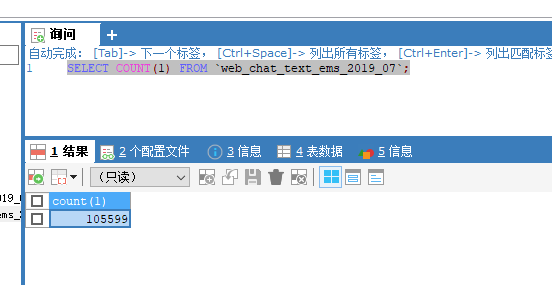 询问
+
自动完成: [Tab]-> 下一个标签, [Ctrl+Space]-> 列出所有标签, [Ctrl+Enter]-> 列出匹配标签
1 SELECT COUNT(1) FROM `web_chat_text_ems_2019_07`;
1 结果 2 个配置文件 3 信息 4 表数据 5 信息
(只读)
019_0
count(1)
ems_2
105599